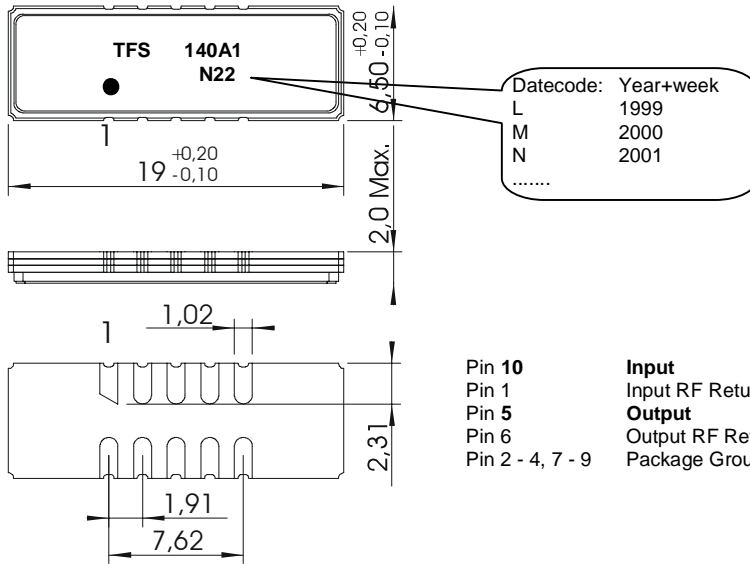 TFS 140A1
N22
1
19 +0,20 -0,10
6,50 +0,20 -0,10
2,0 Max.
Datecode: Year+week
L 1999
M 2000
N 2001
.......
1
1,02
2,31
1,91
7,62
Pin 10 Input
Pin 1 Input RF Retu
Pin 5 Output
Pin 6 Output RF Re
Pin 2 - 4, 7 - 9 Package Grou